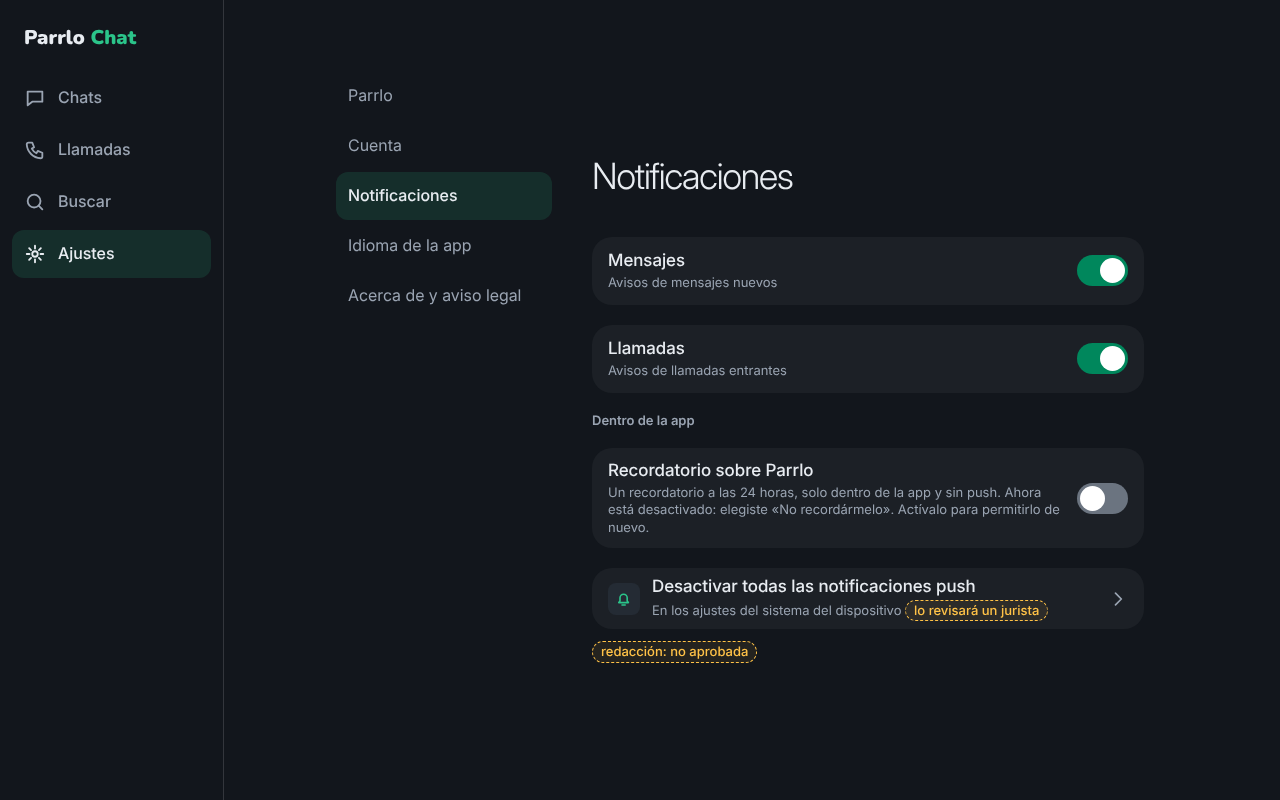 Parrlo Chat
Chats
Llamadas
Buscar
Ajustes
Parrlo
Cuenta
Notificaciones
Idioma de la app
Acerca de y aviso legal
Notificaciones
Mensajes
Avisos de mensajes nuevos
Llamadas
Avisos de llamadas entrantes
Dentro de la app
Recordatorio sobre Parrlo
Un recordatorio a las 24 horas, solo dentro de la app y sin push. Ahora
está desactivado: elegiste «No recordármelo». Actívalo para permitirlo de
nuevo.
Desactivar todas las notificaciones push
En los ajustes del sistema del dispositivo lo revisará un jurista
redacción: no aprobada